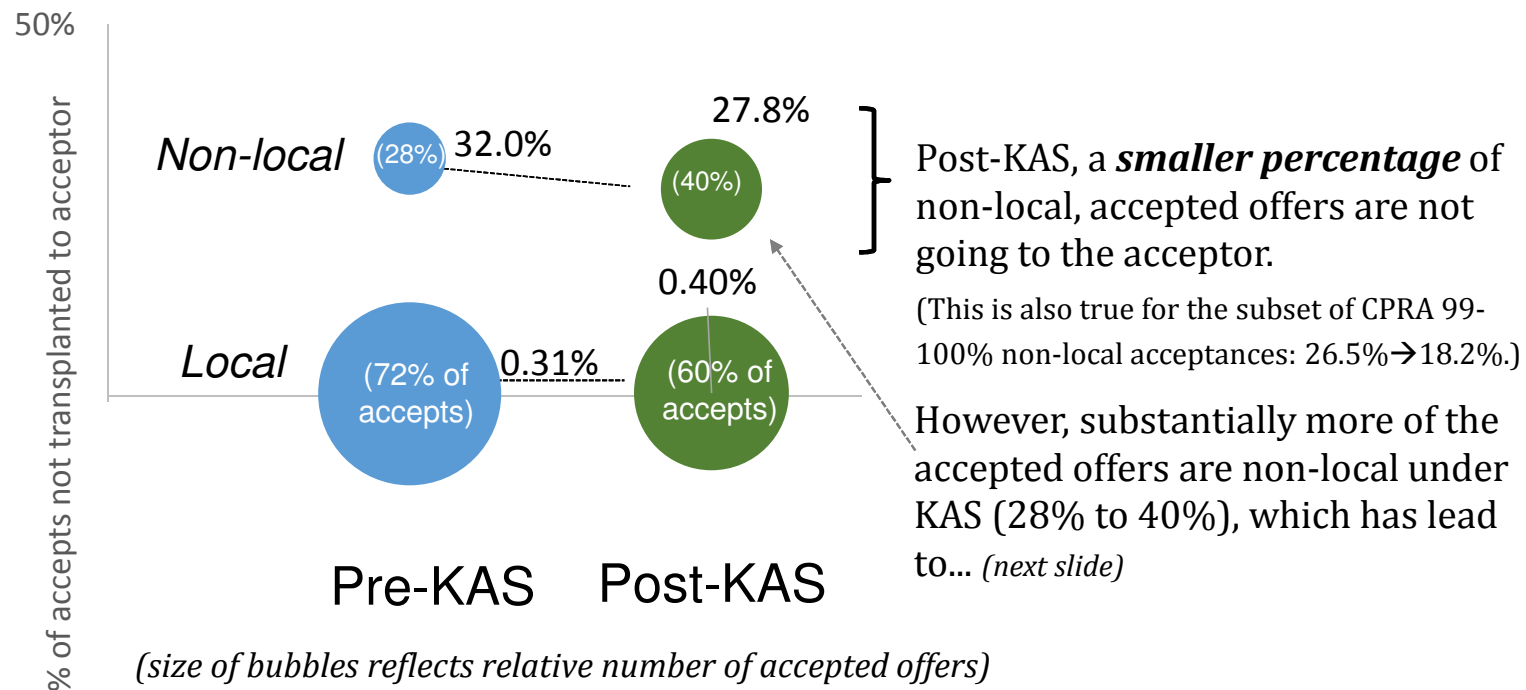 50%
% of accepts not transplanted to acceptor
Non-local
(28%)
32.0%
27.8%
(40%)
Local
(72% of
accepts)
0.31%
0.40%
(60% of
accepts)
Pre-KAS
Post-KAS
(size of bubbles reflects relative number of accepted offers)
Post-KAS, a smaller percentage of
non-local, accepted offers are not
going to the acceptor.
(This is also true for the subset of CPRA 99-
100% non-local acceptances: 26.5%→18.2%.)
However, substantially more of the
accepted offers are non-local under
KAS (28% to 40%), which has lead
to... (next slide)